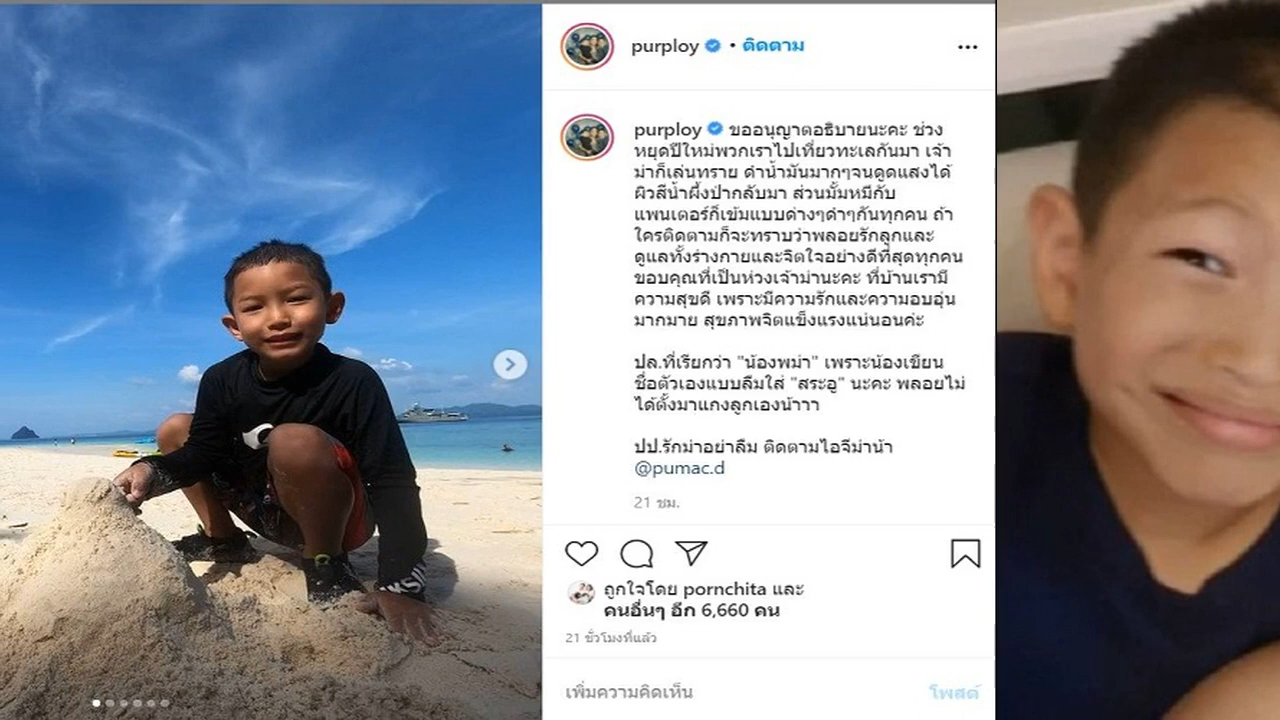 purploy • ติดตาม
purploy ขออนุญาตอธิบายนะคะ ช่วง
หยุดปีใหม่พวกเราไปเที่ยวทะเลกันมา เจ้า
ม่าก็เล่นทราย ดำน้ำมันมากๆจนดูดแสงได้
ผิวสีน้ำผึ้งป่ากลับมา ส่วนมั้มหมีกับ
แพนเตอร์ก็เข้มแบบด่างๆดำๆกันทุกคน ถ้า
ใครติดตามก็จะทราบว่าพลอยรักลูกและ
ดูแลทั้งร่างกายและจิตใจอย่างดีที่สุดทุกคน
ขอบคุณที่เป็นห่วงเจ้าม่านะคะ ที่บ้านเรามี
ความสุขดี เพราะมีความรักและความอบอุ่น
มากมาย สุขภาพจิตแข็งแรงแน่นอนค่ะ
ปล.ที่เรียกว่า "น้องพม่า" เพราะน้องเขียน
ชื่อตัวเองแบบลืมใส่ "สระอู" นะคะ พลอยไม่
ได้ตั้งมาแกงลูกเองน้าาา
ปป.รักม่าอย่าลืม ติดตามไอจีม่าน้า
@pumac.d
21 ชม.
ถูกใจโดย pornchita และ
คนอื่นๆ อีก 6,660 คน
21 ชั่วโมงที่แล้ว
เพิ่มความคิดเห็น โพสต์